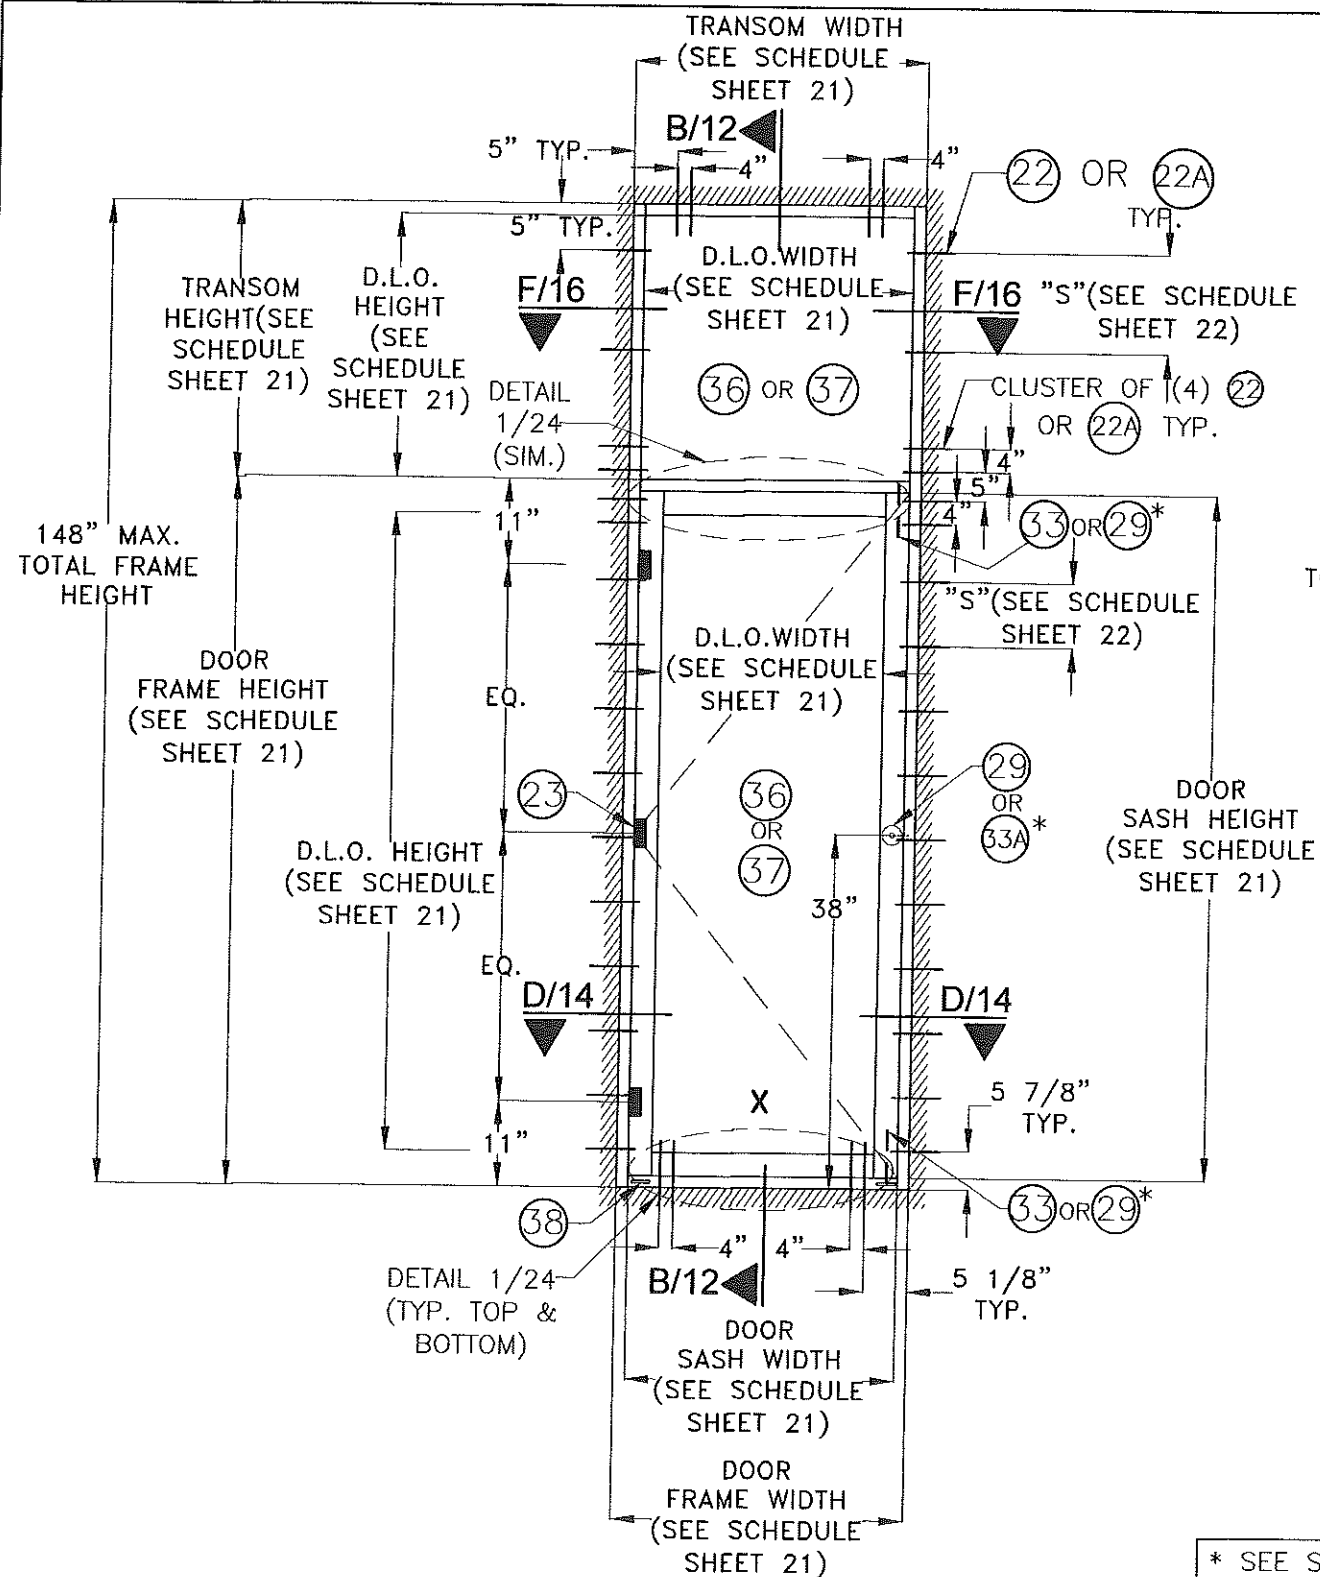 TRANSOM WIDTH
(SEE SCHEDULE
SHEET 21)
B/12
5" TYP.
4"
4"
22 OR 22A
TYP.
5" TYP.
D.L.O.WIDTH
(SEE SCHEDULE
SHEET 21)
TRANSOM
HEIGHT(SEE
SCHEDULE
SHEET 21)
D.L.O.
HEIGHT
(SEE
SCHEDULE
SHEET 21)
F/16
F/16
"S"(SEE SCHEDULE
SHEET 22)
36 OR 37
DETAIL
1/24
(SIM.)
CLUSTER OF (4) 22
OR 22A TYP.
4"
5"
4"
11"
33 OR 29*
148" MAX.
TOTAL FRAME
HEIGHT
"S"(SEE SCHEDULE
SHEET 22)
D.L.O.WIDTH
(SEE SCHEDULE
SHEET 21)
DOOR
FRAME HEIGHT
(SEE SCHEDULE
SHEET 21)
EQ.
23
36
OR
37
29
OR
33A*
DOOR
SASH HEIGHT
(SEE SCHEDULE
SHEET 21)
D.L.O. HEIGHT
(SEE SCHEDULE
SHEET 21)
38"
EQ.
D/14
D/14
X
5 7/8"
TYP.
11"
38
33 OR 29*
4"
4"
DETAIL 1/24
(TYP. TOP &
BOTTOM)
B/12
5 1/8"
TYP.
DOOR
SASH WIDTH
(SEE SCHEDULE
SHEET 21)
DOOR
FRAME WIDTH
(SEE SCHEDULE
SHEET 21)
* SEE S